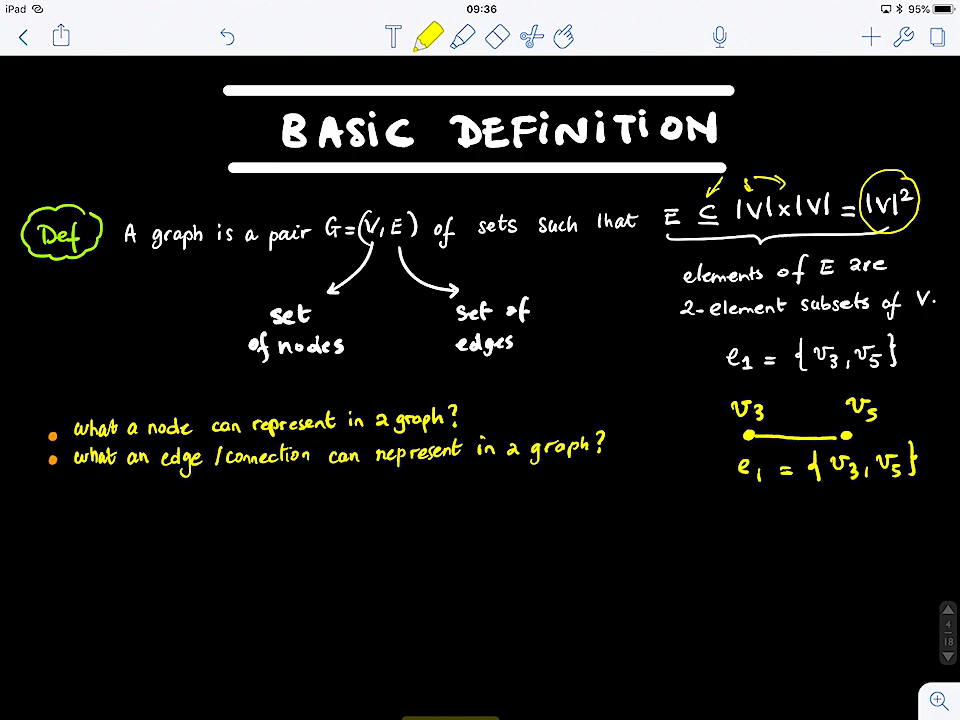 iPad 09:36 95%
BASIC DEFINITION
Def A graph is a pair G=(V,E) of sets such that E ⊆ |V|x|V| = |V|²
elements of E are
2-element subsets of V.
set of nodes
set of edges
e1 = {v3,v5}
v3 v5
e1 = {v3,v5}
• what a node can represent in a graph?
• what an edge/connection can represent in a graph?
4
18